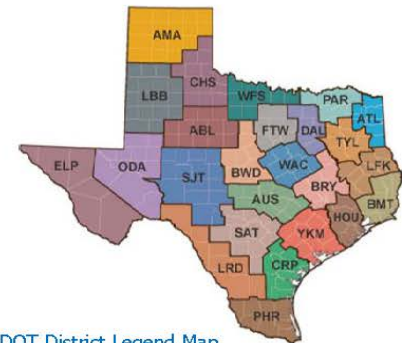 AMA
LBB
CHS
WFS
PAR
ATL
ABL
FTW
DAL
TYL
ELP
ODA
SJT
BWD
WAC
LFK
BRY
BMT
AUS
HOU
SAT
YKM
LRD
CRP
PHR
DOT District Legend Map